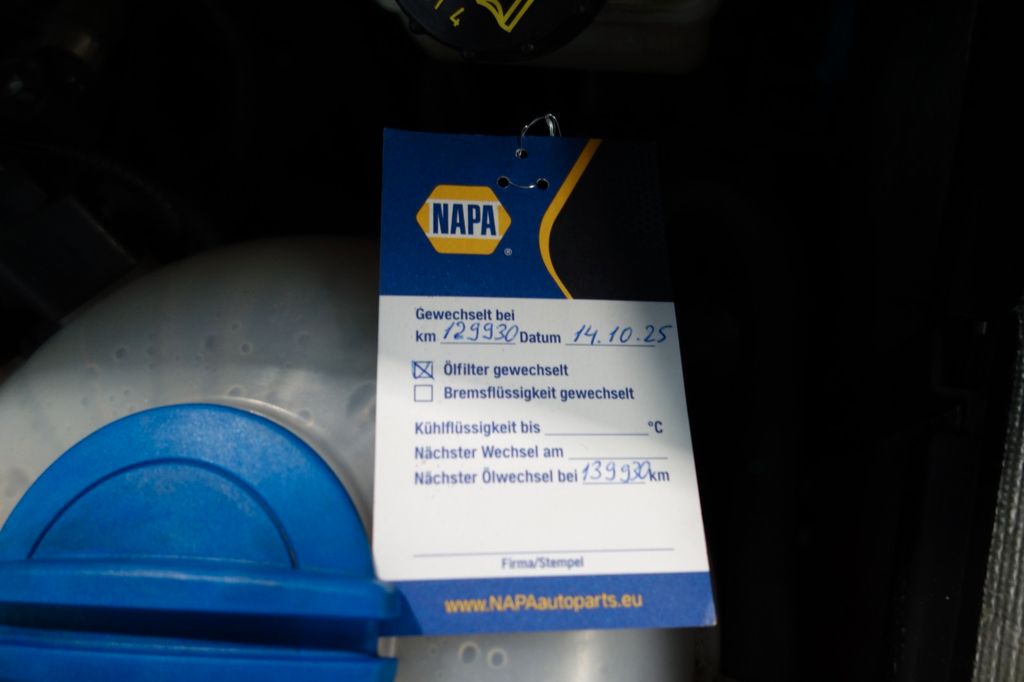 4
NAPA
®
Gewechselt bei
km 129930 Datum 14.10.25
Ölfilter gewechselt
Bremsflüssigkeit gewechselt
Kühlflüssigkeit bis °C
Nächster Wechsel am
Nächster Ölwechsel bei 139930 km
Firma/Stempel
www.NAPAautoparts.eu